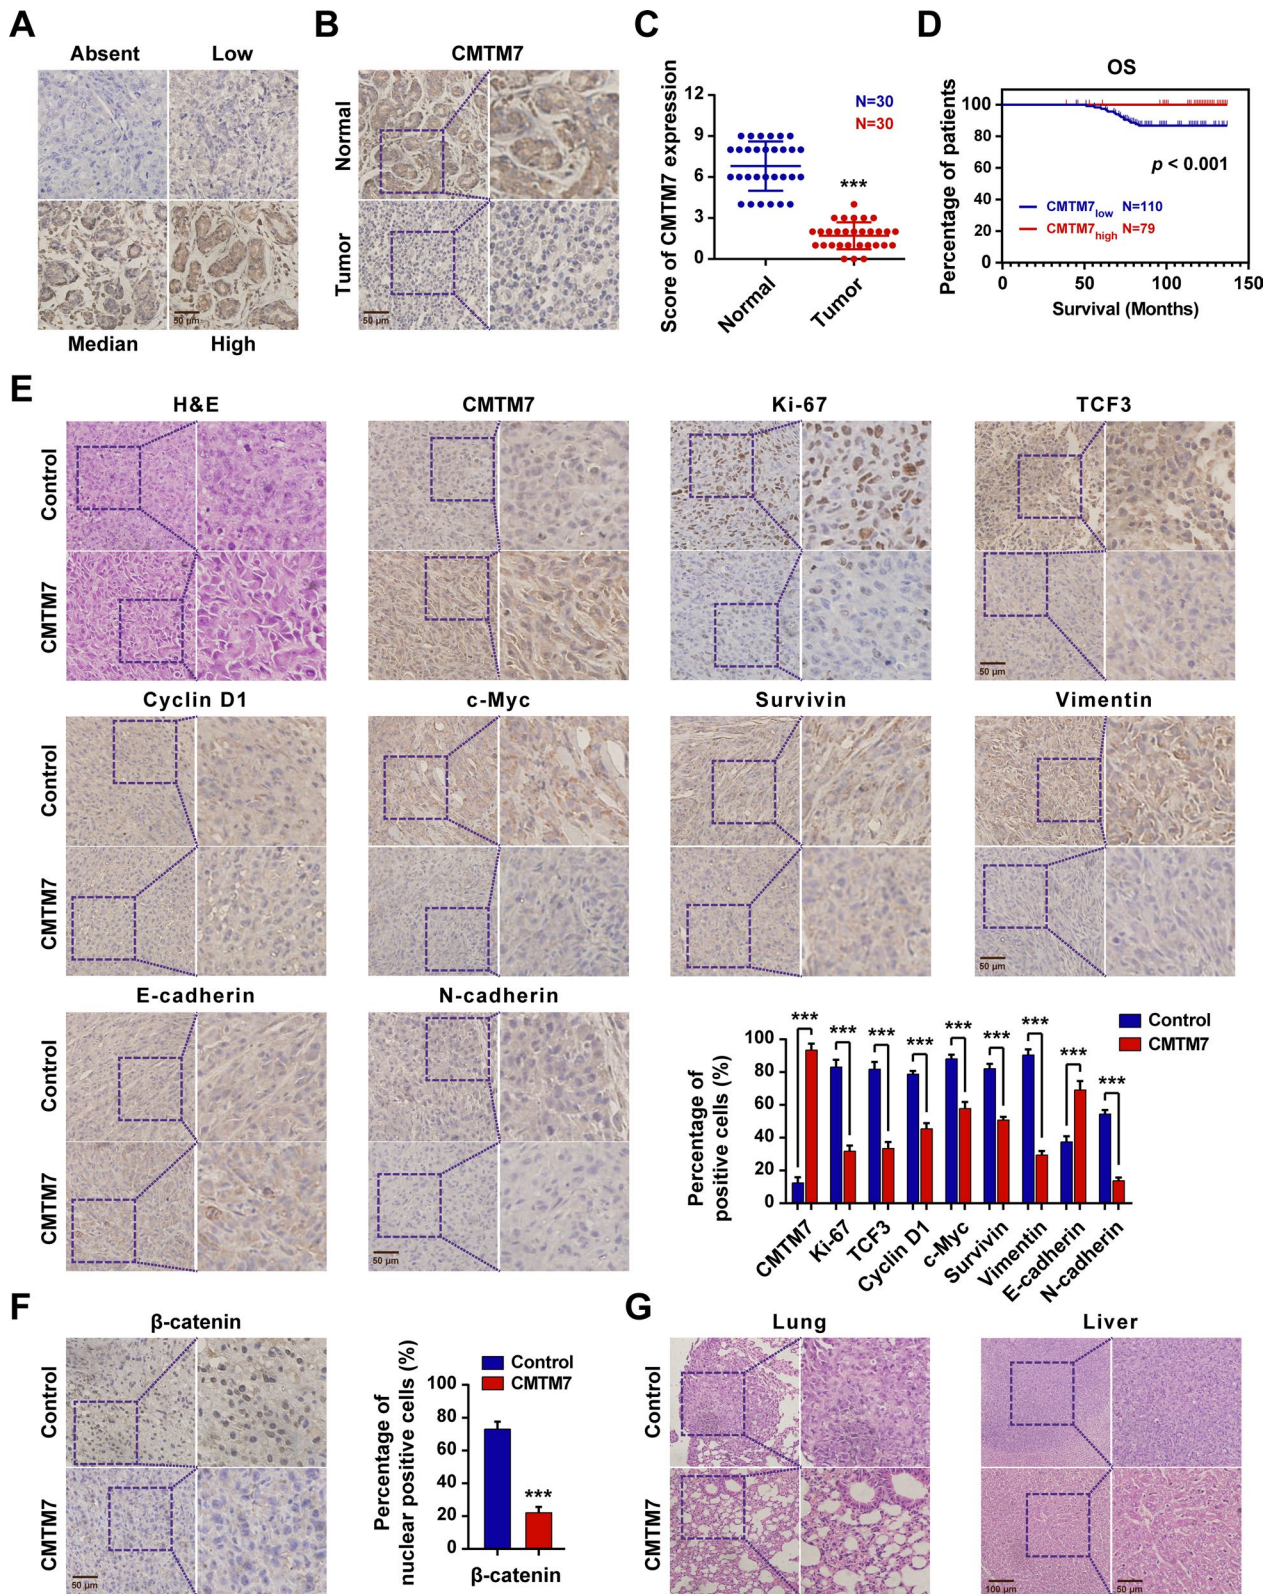 A
Absent
Low
Median
High
50 µm
B
CMTM7
Normal
Tumor
50 µm
C
Score of CMTM7 expression
12
9
6
3
0
N=30
N=30
***
Normal
Tumor
D
OS
Percentage of patients
100
80
60
40
20
0
p < 0.001
CMTM7low N=110
CMTM7high N=79
0
50
100
150
Survival (Months)
E
H&E
CMTM7
Ki-67
TCF3
Control
CMTM7
50 µm
Cyclin D1
c-Myc
Survivin
Vimentin
Control
CMTM7
50 µm
E-cadherin
N-cadherin
Control
CMTM7
50 µm
Percentage of
positive cells (%)
100
80
60
40
20
0
*** *** *** *** *** *** *** *** ***
Control
CMTM7
CMTM7
Ki-67
TCF3
Cyclin D1
c-Myc
Survivin
Vimentin
E-cadherin
N-cadherin
F
β-catenin
Control
CMTM7
50 µm
Percentage of
nuclear positive cells (%)
Control
CMTM7
100
80
60
40
20
0
***
β-catenin
G
Lung
Liver
Control
CMTM7
100 µm
50 µm